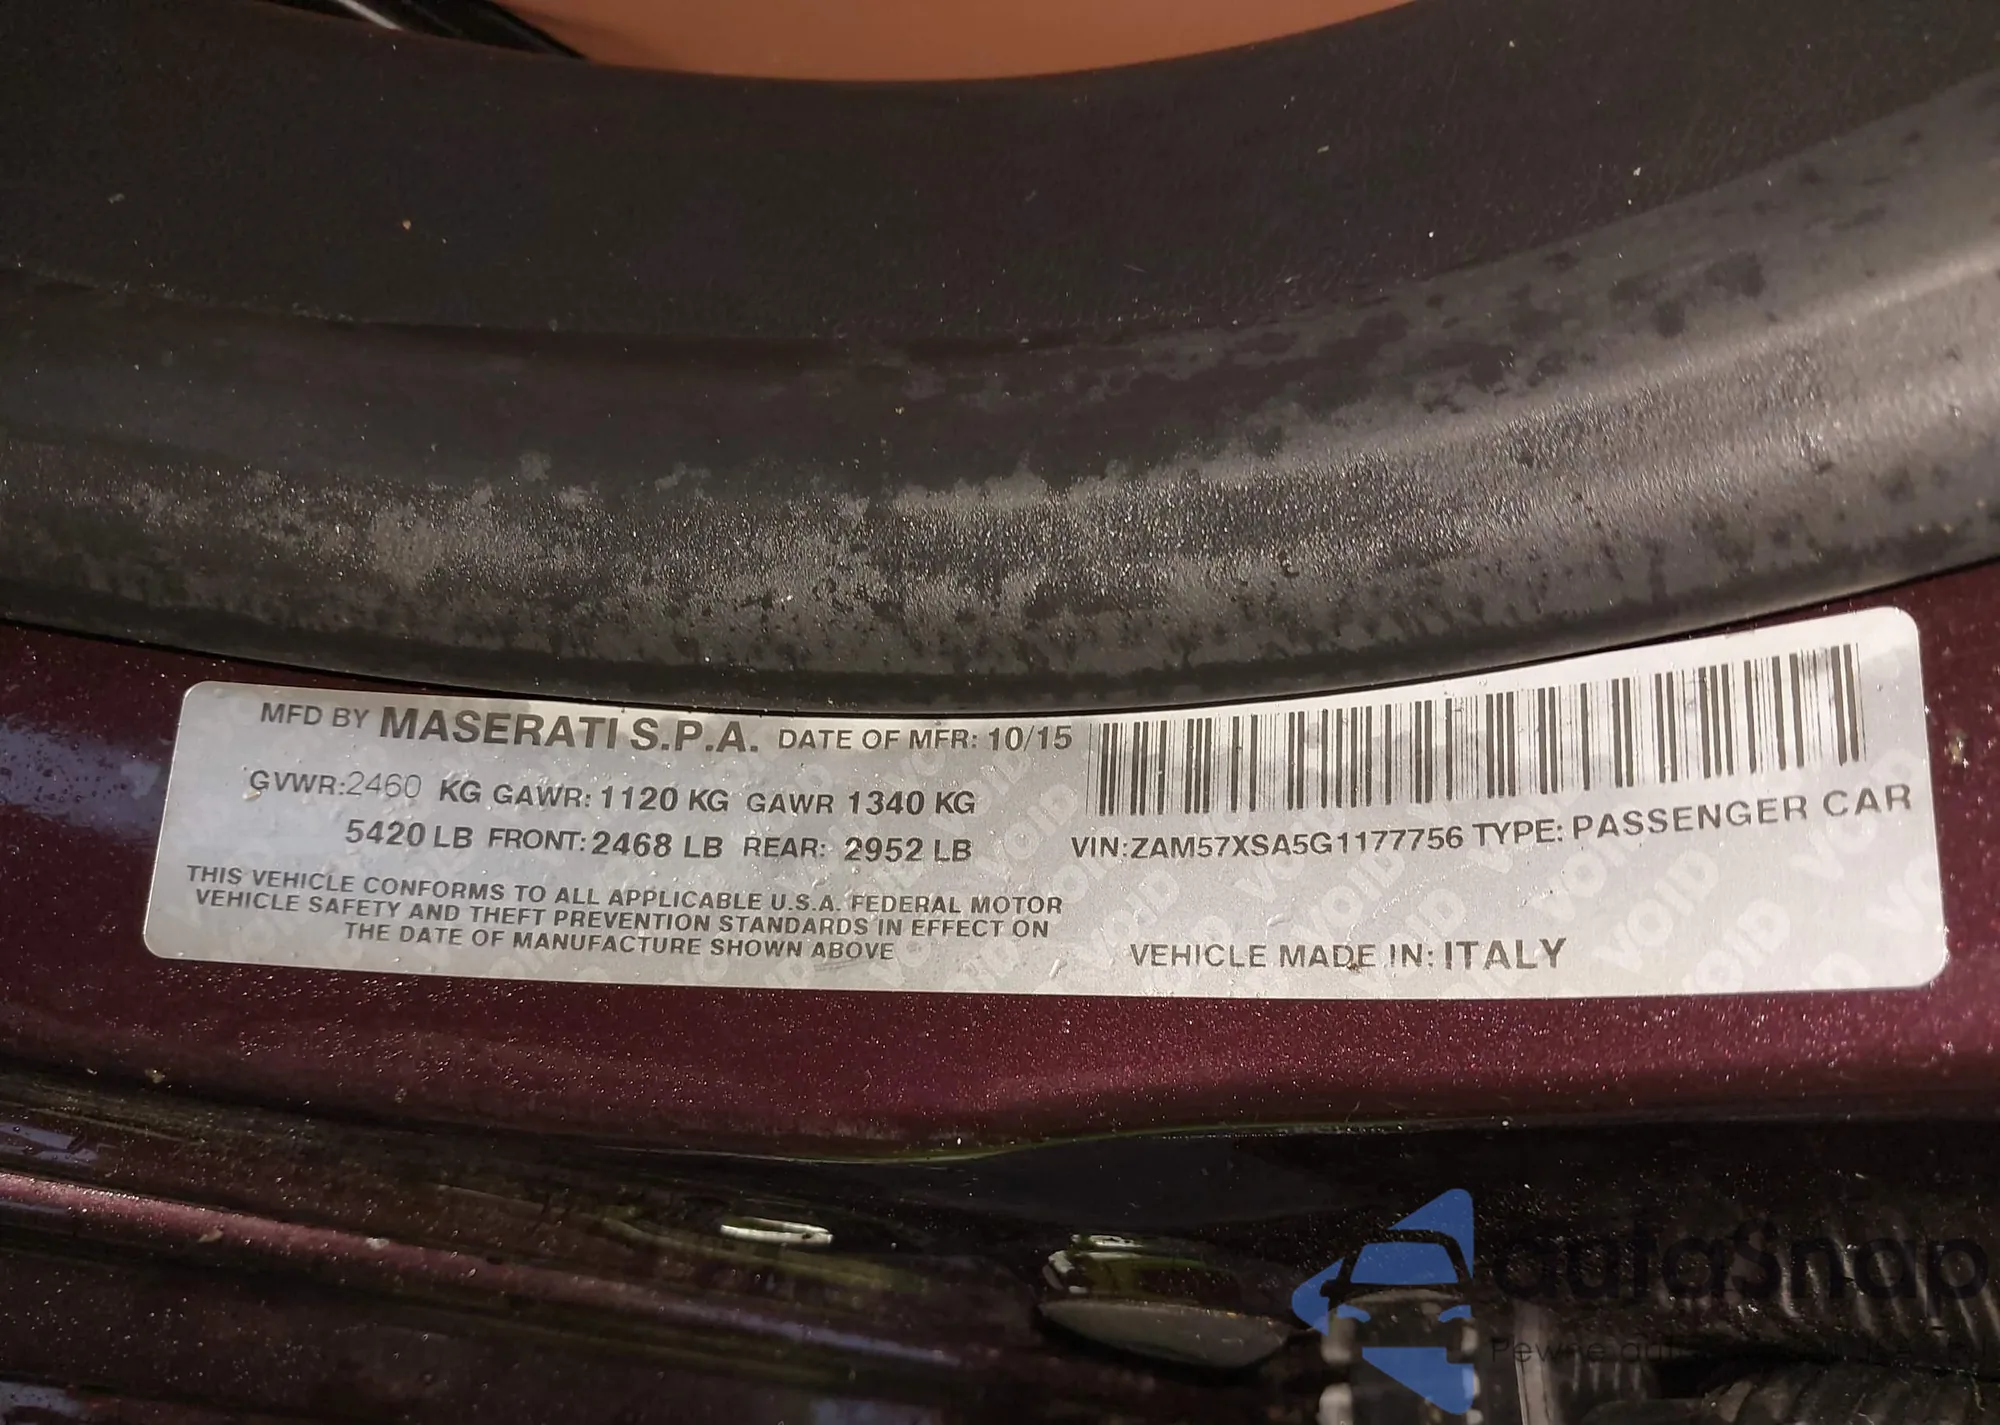 MFD BY MASERATI S.P.A. DATE OF MFR: 10/15
GVWR:2460 KG GAWR: 1120 KG GAWR 1340 KG
5420 LB FRONT: 2468 LB REAR: 2952 LB
THIS VEHICLE CONFORMS TO ALL APPLICABLE U.S.A. FEDERAL MOTOR
VEHICLE SAFETY AND THEFT PREVENTION STANDARDS IN EFFECT ON
THE DATE OF MANUFACTURE SHOWN ABOVE
VIN:ZAM57XSA5G1177756 TYPE: PASSENGER CAR
VEHICLE MADE IN: ITALY
autaSnap
Pewne